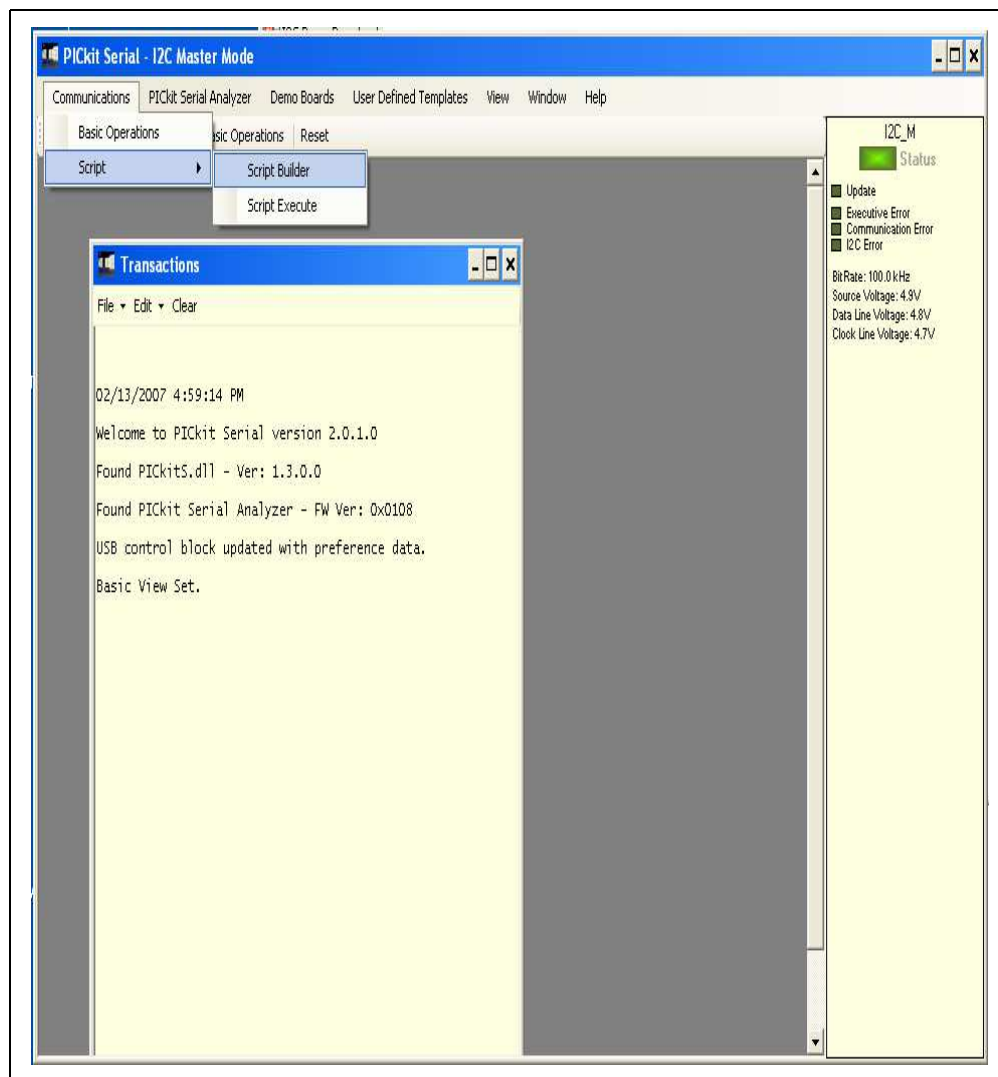 PICkit Serial - I2C Master Mode
Communications PICkit Serial Analyzer Demo Boards User Defined Templates View Window Help
Basic Operations
Operations Reset
Script
Script Builder
Script Execute
Transactions
File Edit Clear
02/13/2007 4:59:14 PM
Welcome to PICkit Serial version 2.0.1.0
Found PICkitS.dll - Ver: 1.3.0.0
Found PICkit Serial Analyzer - FW Ver: 0x0108
USB control block updated with preference data.
Basic View Set.
I2C_M
Status
Update
Executive Error
Communication Error
I2C Error
BitRate: 100.0 kHz
Source Voltage: 4.9V
Data Line Voltage: 4.8V
Clock Line Voltage: 4.7V